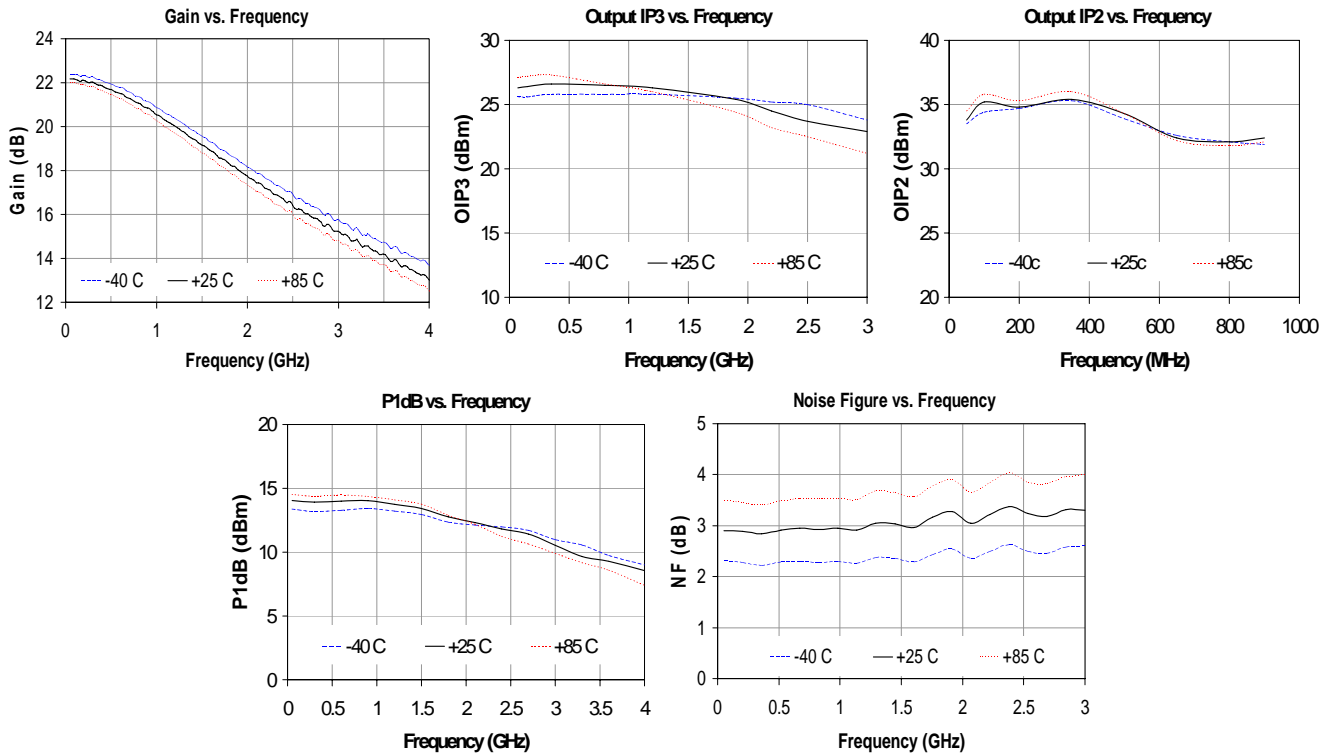 Gain vs. Frequency
24
22
20
18
16
14
12
Gain (dB)
-40 C +25 C +85 C
0 1 2 3 4
Frequency (GHz)
Output IP3 vs. Frequency
30
25
20
15
10
OIP3 (dBm)
-40 C +25 C +85 C
0 0.5 1 1.5 2 2.5 3
Frequency (GHz)
Output IP2 vs. Frequency
40
35
30
25
20
OIP2 (dBm)
-40c +25c +85c
0 200 400 600 800 1000
Frequency (MHz)
P1dB vs. Frequency
20
15
10
5
0
P1dB (dBm)
-40 C +25 C +85 C
0 0.5 1 1.5 2 2.5 3 3.5 4
Frequency (GHz)
Noise Figure vs. Frequency
5
4
3
2
1
0
NF (dB)
-40 C +25 C +85 C
0 0.5 1 1.5 2 2.5 3
Frequency (GHz)